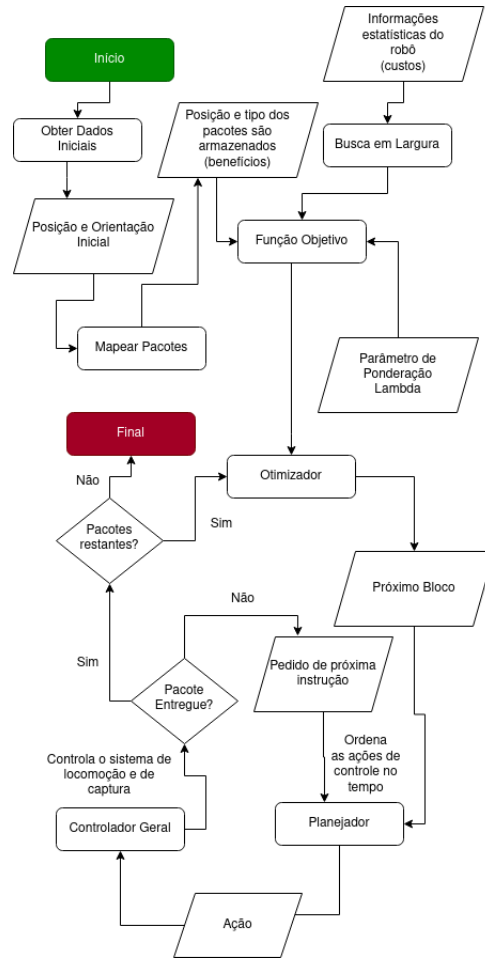 Informações
estatísticas do
robô
(custos)
Início
Obter Dados
Iniciais
Posição e tipo dos
pacotes são
armazenados
(benefícios)
Busca em Largura
Posição e Orientação
Inicial
Função Objetivo
Mapear Pacotes
Parâmetro de
Ponderação
Lambda
Final
Não
Otimizador
Pacotes
restantes?
Sim
Próximo Bloco
Não
Sim
Pacote
Entregue?
Pedido de próxima
instrução
Controla o sistema de
locomoção e de
captura
Ordena
as ações de
controle no
tempo
Controlador Geral
Planejador
Ação